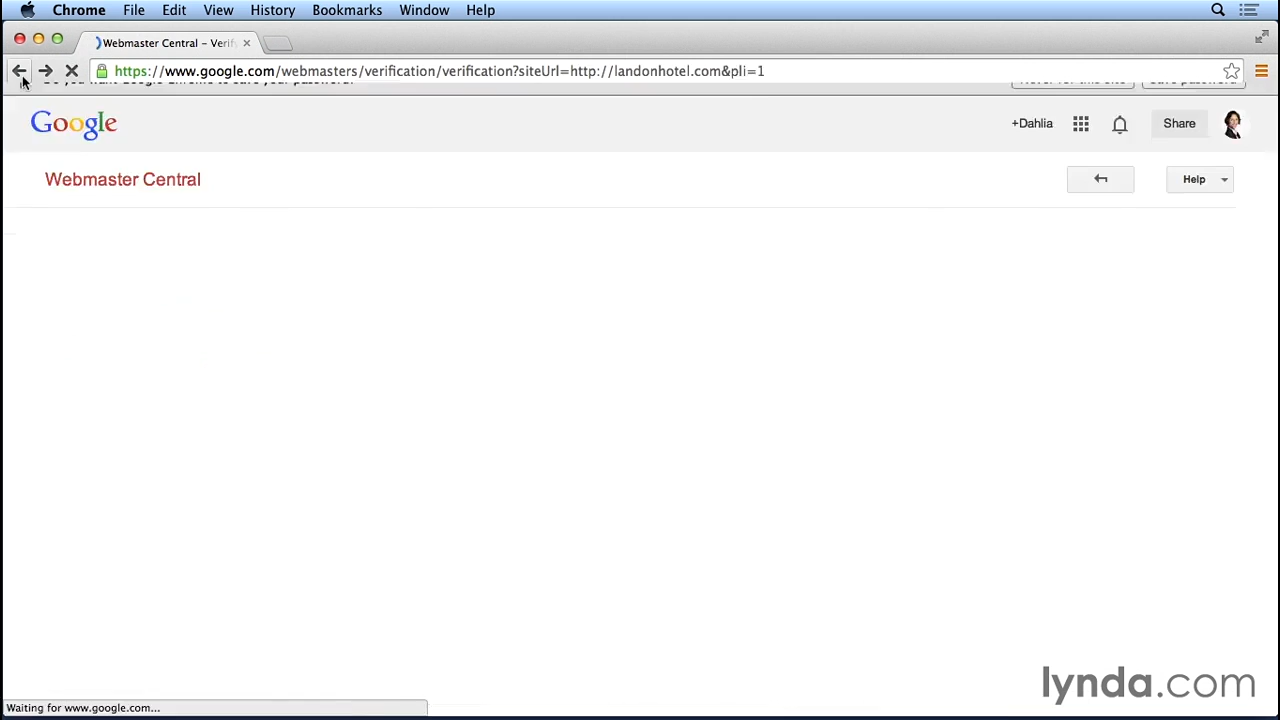 Chrome File Edit View History Bookmarks Window Help
Webmaster Central – Verif
https://www.google.com/webmasters/verification/verification?siteUrl=http://landonhotel.com&pli=1
Google
+Dahlia
Share
Webmaster Central
Help
Waiting for www.google.com...
lynda.com